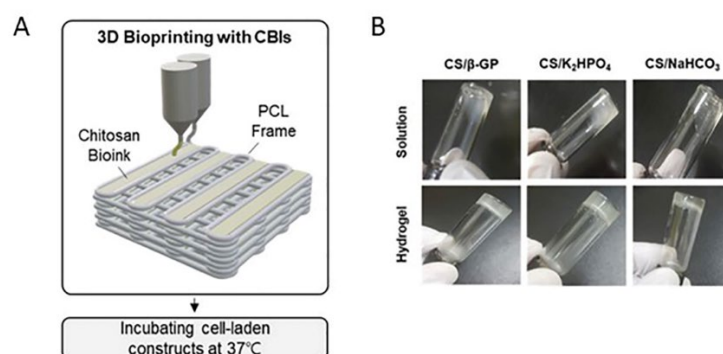 A
B
3D Bioprinting with CBIs
PCL
Frame
Chitosan
Bioink
Incubating cell-laden
constructs at 37℃
CS/β-GP CS/K₂HPO₄ CS/NaHCO₃
Solution
Hydrogel